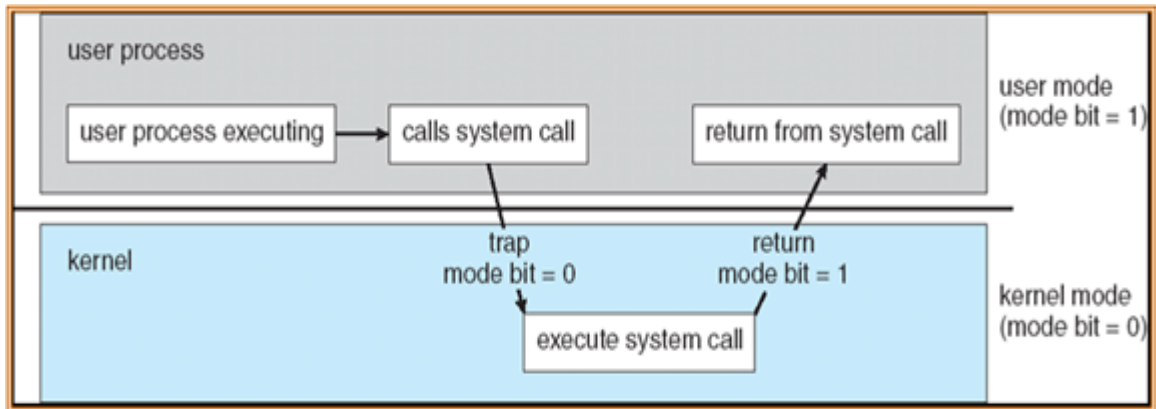 user process
user process executing
calls system call
return from system call
user mode
(mode bit = 1)
kernel
trap
mode bit = 0
return
mode bit = 1
execute system call
kernel mode
(mode bit = 0)